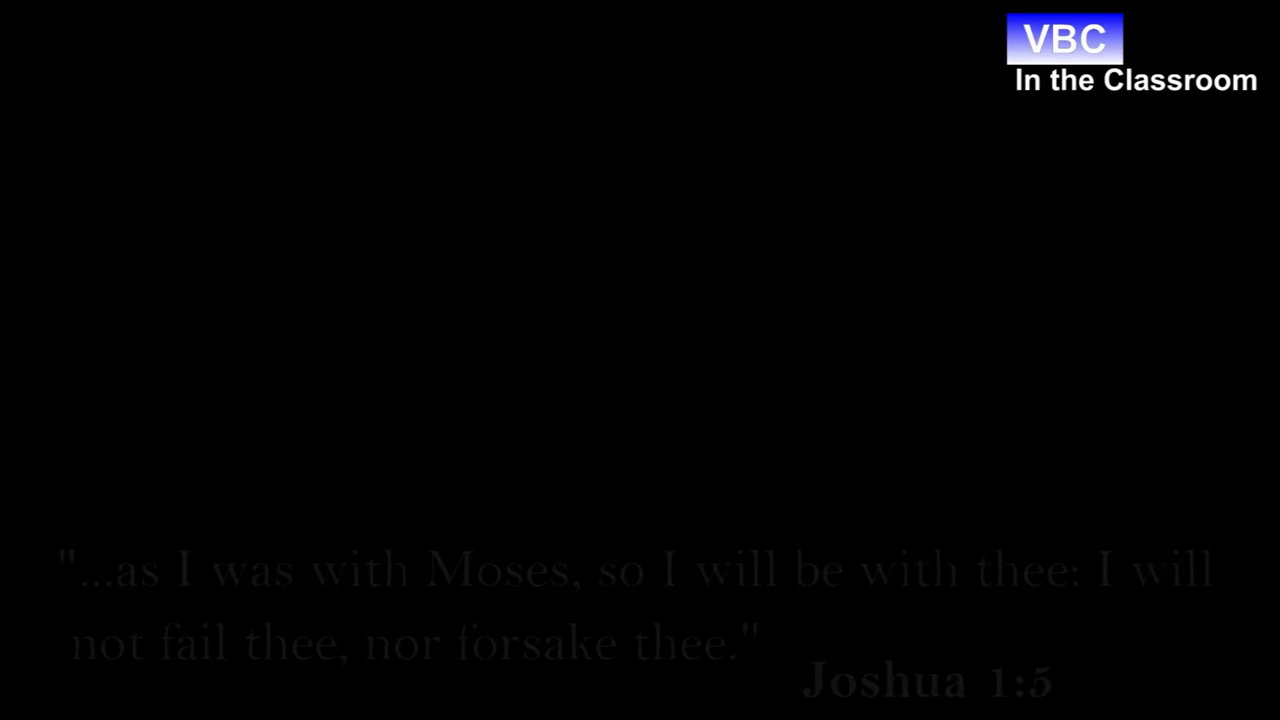 VBC
In the Classroom
"...as I was with Moses, so I will be with thee: I will
not fail thee, nor forsake thee."
Joshua 1:5